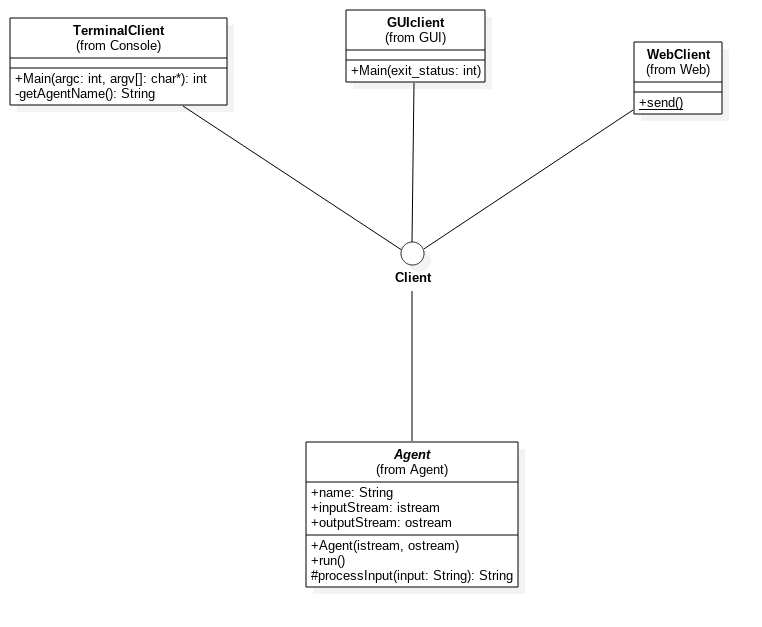 TerminalClient
(from Console)
+Main(argc: int, argv[]: char*): int
-getAgentName(): String
GUIclient
(from GUI)
+Main(exit_status: int)
WebClient
(from Web)
+send()
Client
Agent
(from Agent)
+name: String
+inputStream: istream
+outputStream: ostream
+Agent(istream, ostream)
+run()
#processInput(input: String): String